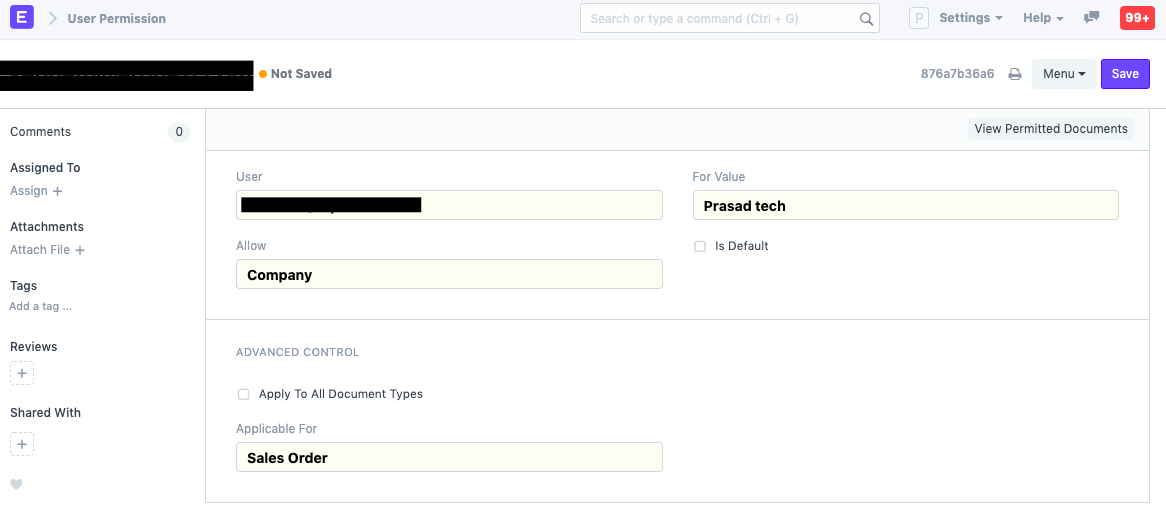 E User Permission Search or type a command (Ctrl + G) P Settings Help 99+
Not Saved 876a7b36a6 Menu Save
Comments 0
Assigned To
Assign +
Attachments
Attach File +
Tags
Add a tag ...
Reviews
+
Shared With
+
View Permitted Documents
User
For Value
Prasad tech
Allow
Company
Is Default
ADVANCED CONTROL
Apply To All Document Types
Applicable For
Sales Order